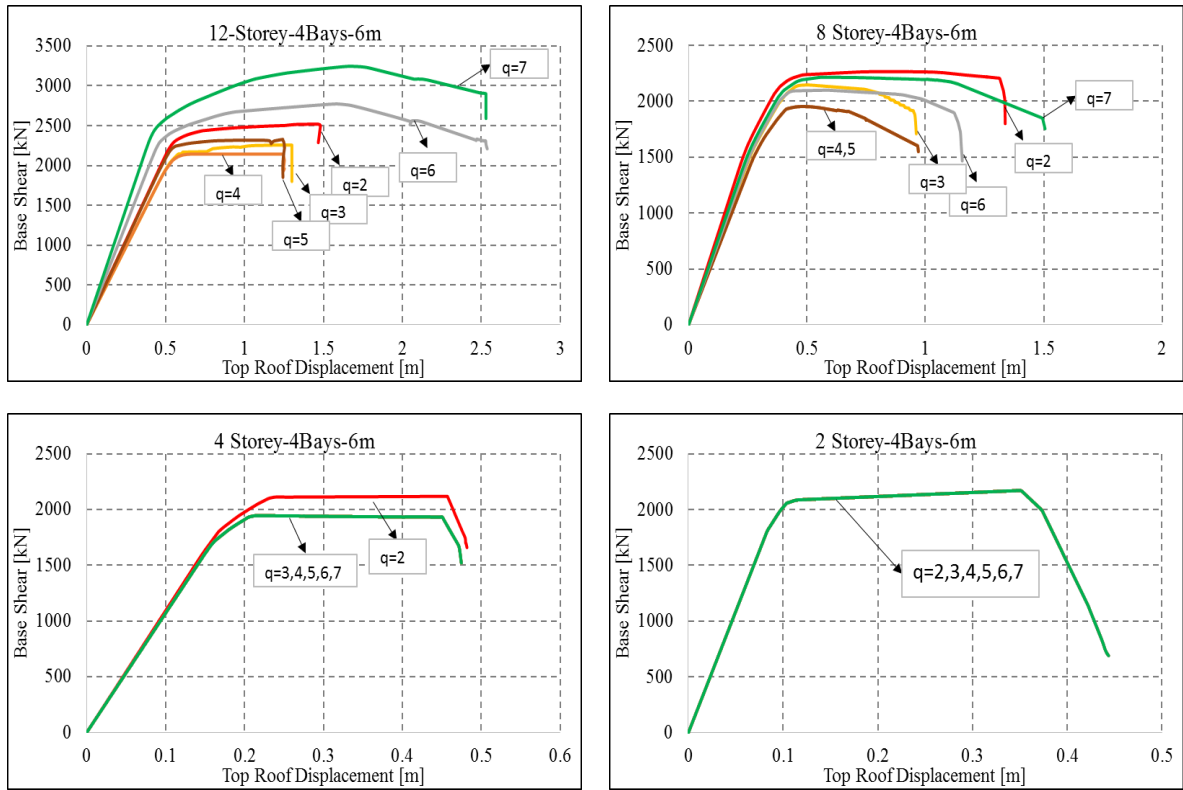 12-Storey-4Bays-6m
Base Shear [kN]
3500
3000
2500
2000
1500
1000
500
0
q=7
q=6
q=2
q=4
q=3
q=5
0 0.5 1 1.5 2 2.5 3
Top Roof Displacement [m]
8 Storey-4Bays-6m
Base Shear [kN]
2500
2000
1500
1000
500
0
q=7
q=4,5
q=2
q=3
q=6
0 0.5 1 1.5 2
Top Roof Displacement [m]
4 Storey-4Bays-6m
Base Shear [kN]
2500
2000
1500
1000
500
0
q=2
q=3,4,5,6,7
0 0.1 0.2 0.3 0.4 0.5 0.6
Top Roof Displacement [m]
2 Storey-4Bays-6m
Base Shear [kN]
2500
2000
1500
1000
500
0
q=2,3,4,5,6,7
0 0.1 0.2 0.3 0.4 0.5
Top Roof Displacement [m]